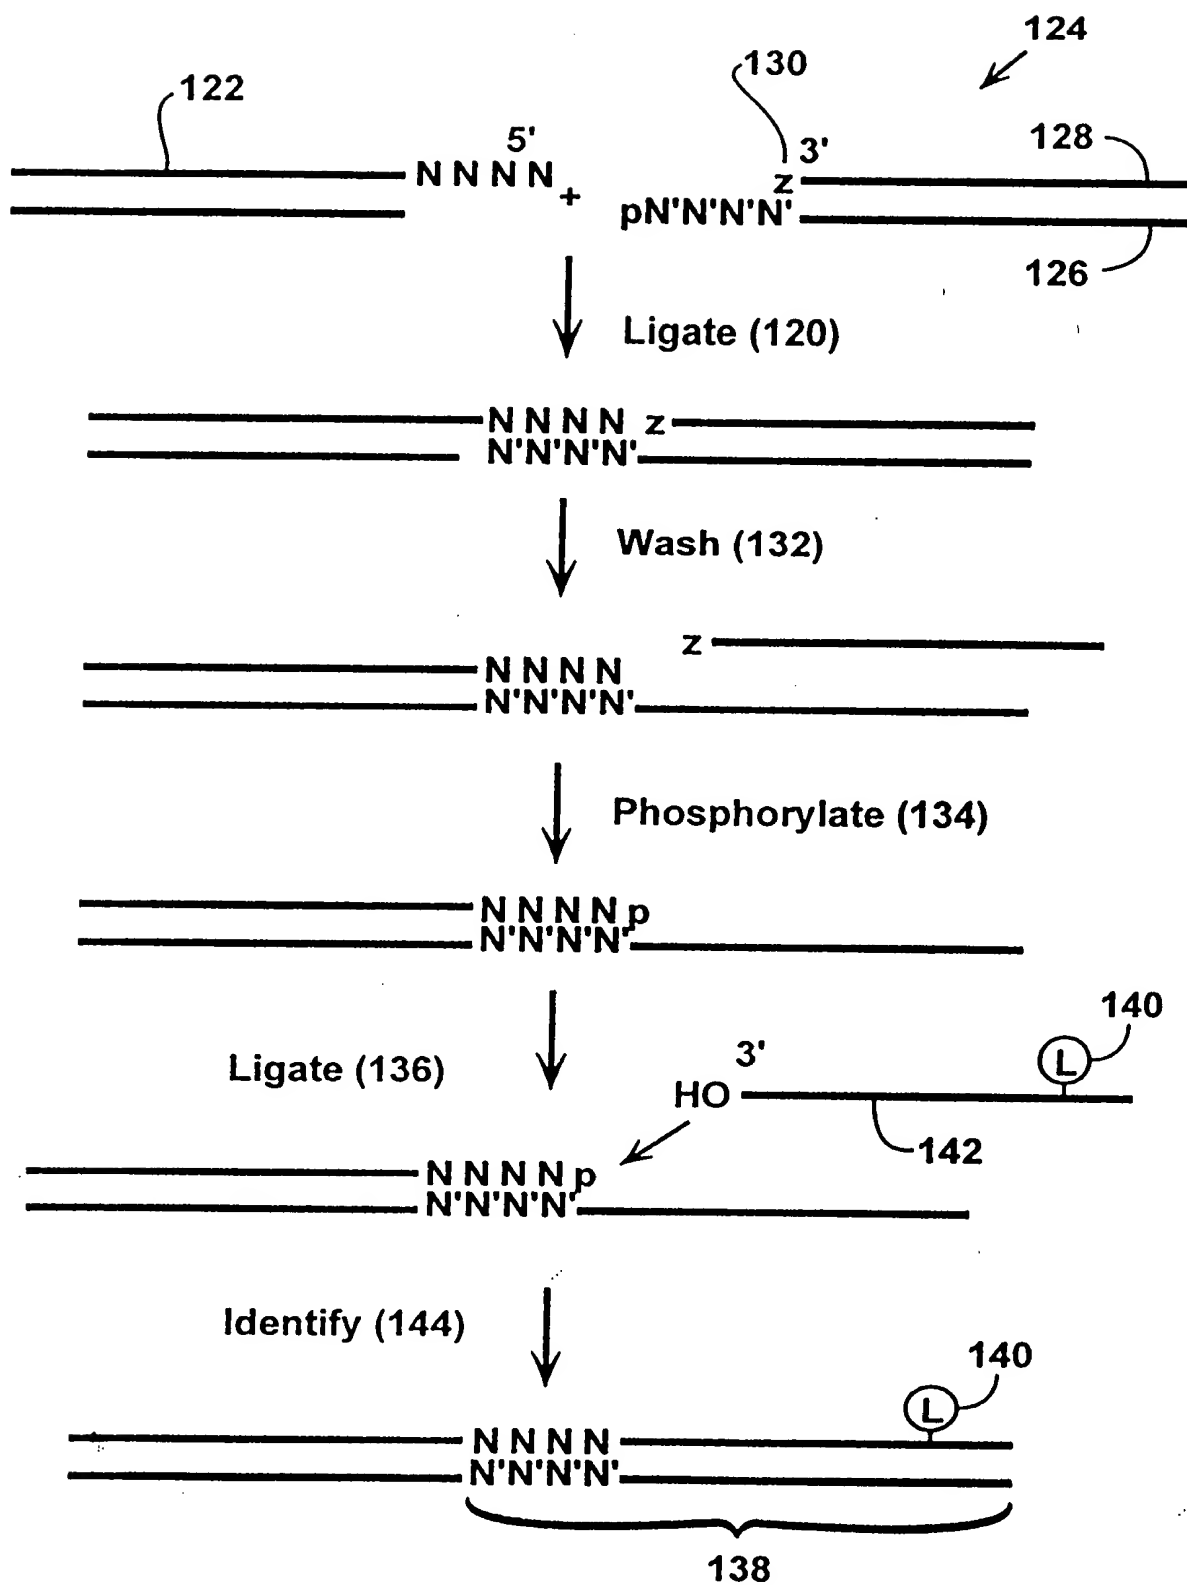 124
130
122
5'
3'
128
N N N N
+
z
pN'N'N'N'
126
Ligate (120)
N N N N z
N'N'N'N'
Wash (132)
z
N N N N
N'N'N'N'
Phosphorylate (134)
N N N N p
N'N'N'N'
140
Ligate (136)
3'
L
HO
142
N N N N p
N'N'N'N'
Identify (144)
140
L
N N N N
N'N'N'N'
138